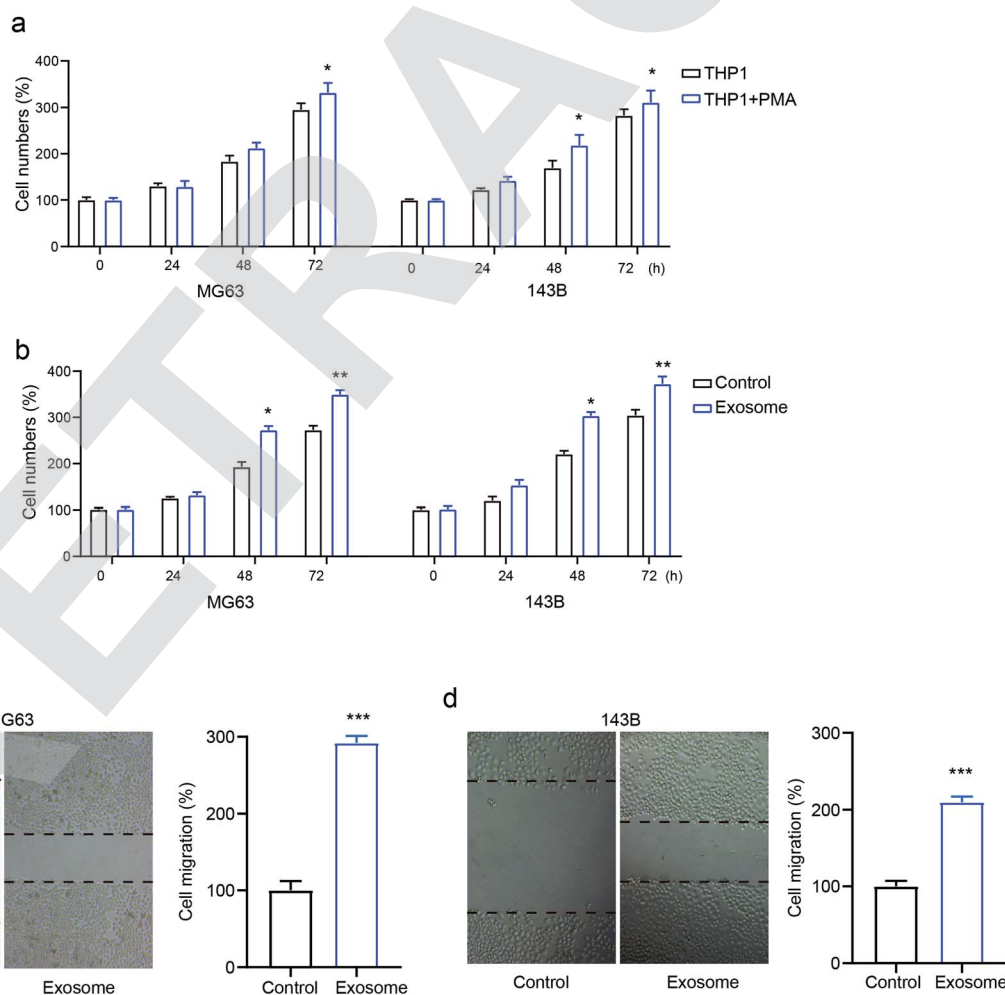 a
400
300
200
100
0
Cell numbers (%)
*
*
*
THP1
THP1+PMA
0 24 48 72 0 24 48 72 (h)
MG63 143B
b
400
300
200
100
0
Cell numbers (%)
*
**
*
**
Control
Exosome
0 24 48 72 0 24 48 72 (h)
MG63 143B
G63
Exosome
300
200
100
0
Cell migration (%)
***
Control Exosome
d
143B
Control Exosome
300
200
100
0
Cell migration (%)
***
Control Exosome
ETRAC